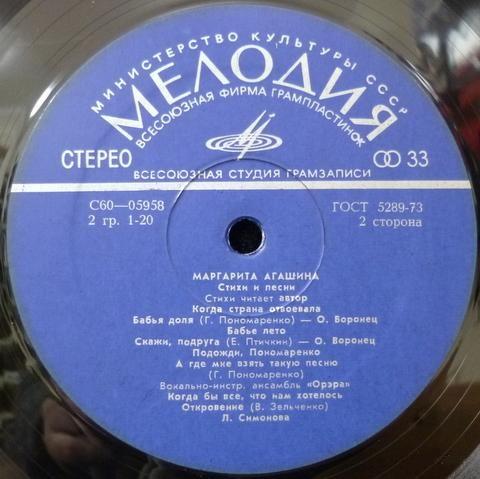 МИНИСТЕРСТВО КУЛЬТУРЫ СССР
МЕЛОДИЯ
ВСЕСОЮЗНАЯ ФИРМА ГРАМПЛАСТИНОК
СТЕРЕО
33
ВСЕСОЮЗНАЯ СТУДИЯ ГРАМЗАПИСИ
С60—05958
ГОСТ 5289-73
2 гр. 1-20
2 сторона
МАРГАРИТА АГАШИНА
Стихи и песни
Стихи читает автор
Когда страна отвоевала
Бабья доля (Г. Пономаренко) — О. Воронец
Бабье лето
Скажи, подруга (Е. Птичкин) — О. Воронец
Подожди, Пономаренко
А где мне взять такую песню
(Г. Пономаренко)
Вокально-инстр. ансамбль «Орэра»
Когда бы все, что нам хотелось
Откровение (В. Зельченко)
Л. Симонова